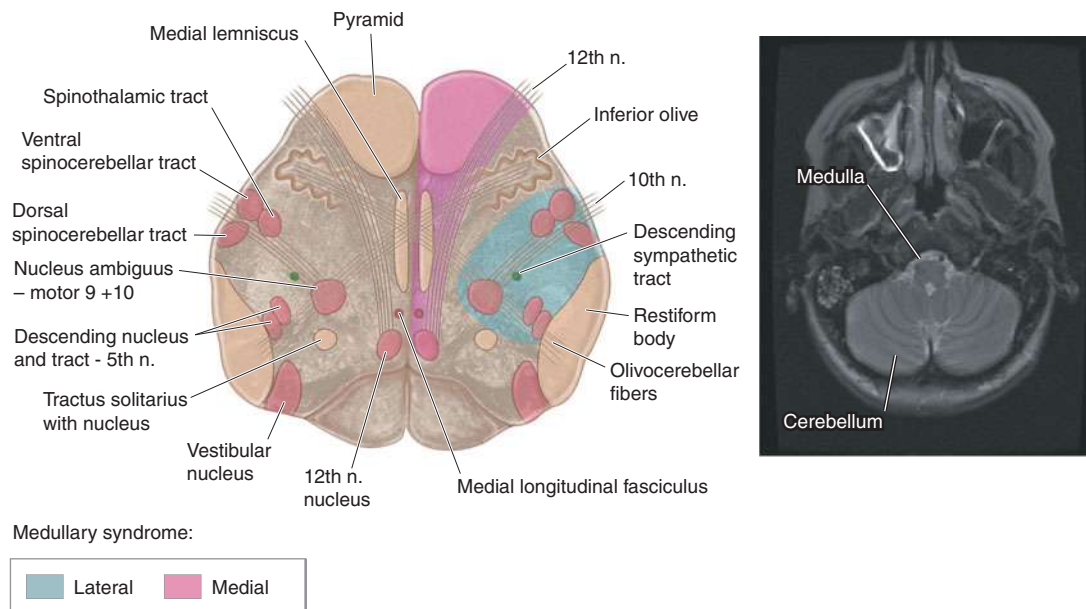 Pyramid
Medial lemniscus
12th n.
Spinothalamic tract
Inferior olive
Ventral
spinocerebellar tract
10th n.
Dorsal
spinocerebellar tract
Descending
sympathetic
tract
Nucleus ambiguus
– motor 9 +10
Restiform
body
Descending nucleus
and tract - 5th n.
Olivocerebellar
fibers
Tractus solitarius
with nucleus
Vestibular
nucleus
12th n.
nucleus
Medial longitudinal fasciculus
Medulla
Cerebellum
Medullary syndrome:
Lateral
Medial